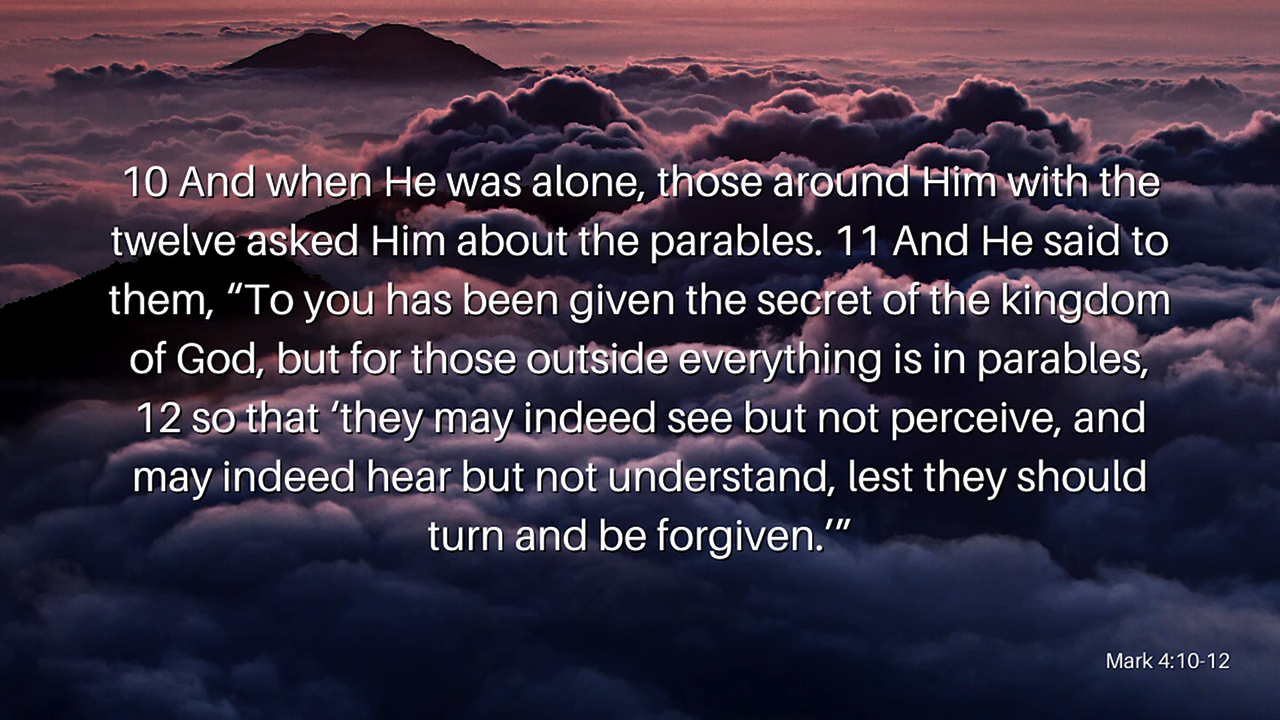 10 And when He was alone, those around Him with the
twelve asked Him about the parables. 11 And He said to
them, “To you has been given the secret of the kingdom
of God, but for those outside everything is in parables,
12 so that ‘they may indeed see but not perceive, and
may indeed hear but not understand, lest they should
turn and be forgiven.’”
Mark 4:10-12